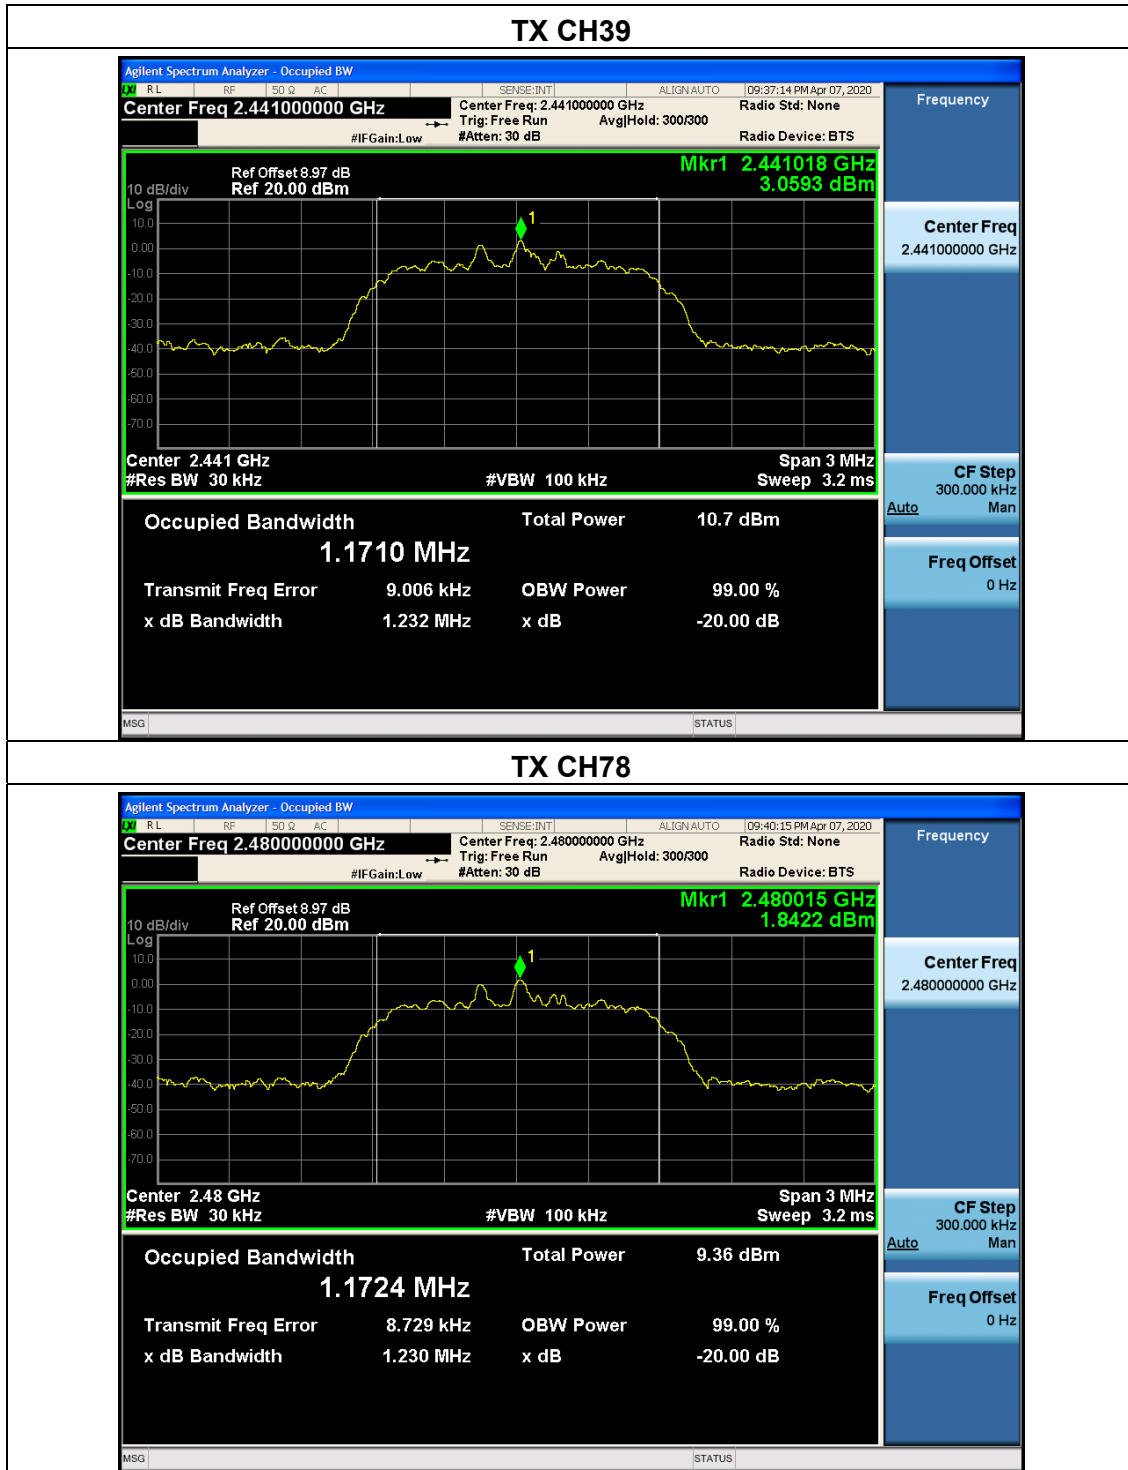 TX CH39
Agilent Spectrum Analyzer - Occupied BW
LXI RL RF 50 Ω AC SENSE:INT ALIGN AUTO 09:37:14 PM Apr 07, 2020
Center Freq 2.441000000 GHz
Center Freq: 2.441000000 GHz Radio Std: None
Trig: Free Run Avg|Hold: 300/300
#IFGain:Low #Atten: 30 dB Radio Device: BTS
Frequency
Mkr1 2.441018 GHz
3.0593 dBm
Ref Offset 8.97 dB
10 dB/div Ref 20.00 dBm
Log
10.0
0.00
-10.0
-20.0
-30.0
-40.0
-50.0
-60.0
-70.0
1
Center Freq
2.441000000 GHz
Center 2.441 GHz Span 3 MHz
#Res BW 30 kHz #VBW 100 kHz Sweep 3.2 ms
CF Step
300.000 kHz
Auto Man
Occupied Bandwidth Total Power 10.7 dBm
1.1710 MHz
Transmit Freq Error 9.006 kHz OBW Power 99.00 %
x dB Bandwidth 1.232 MHz x dB -20.00 dB
Freq Offset
0 Hz
MSG STATUS
TX CH78
Agilent Spectrum Analyzer - Occupied BW
LXI RL RF 50 Ω AC SENSE:INT ALIGN AUTO 09:40:15 PM Apr 07, 2020
Center Freq 2.480000000 GHz
Center Freq: 2.480000000 GHz Radio Std: None
Trig: Free Run Avg|Hold: 300/300
#IFGain:Low #Atten: 30 dB Radio Device: BTS
Frequency
Mkr1 2.480015 GHz
1.8422 dBm
Ref Offset 8.97 dB
10 dB/div Ref 20.00 dBm
Log
10.0
0.00
-10.0
-20.0
-30.0
-40.0
-50.0
-60.0
-70.0
1
Center Freq
2.480000000 GHz
Center 2.48 GHz Span 3 MHz
#Res BW 30 kHz #VBW 100 kHz Sweep 3.2 ms
CF Step
300.000 kHz
Auto Man
Occupied Bandwidth Total Power 9.36 dBm
1.1724 MHz
Transmit Freq Error 8.729 kHz OBW Power 99.00 %
x dB Bandwidth 1.230 MHz x dB -20.00 dB
Freq Offset
0 Hz
MSG STATUS